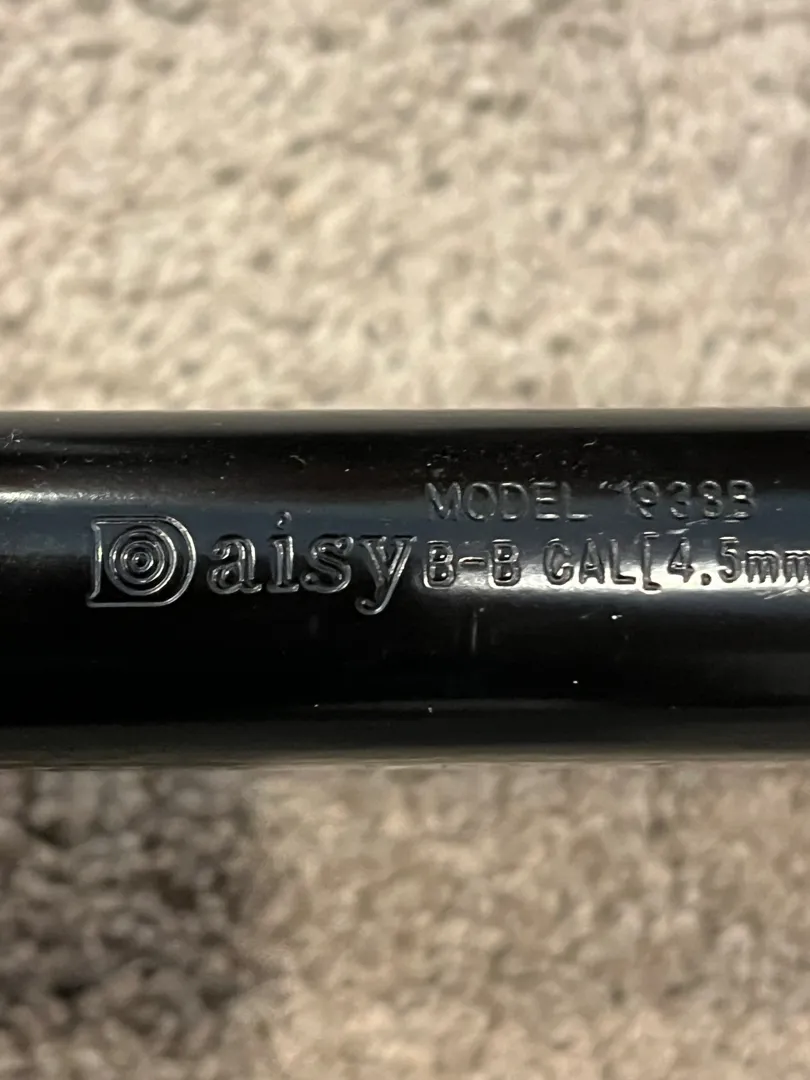 Daisy
MODEL 1938B
B-B CAL[4.5mm